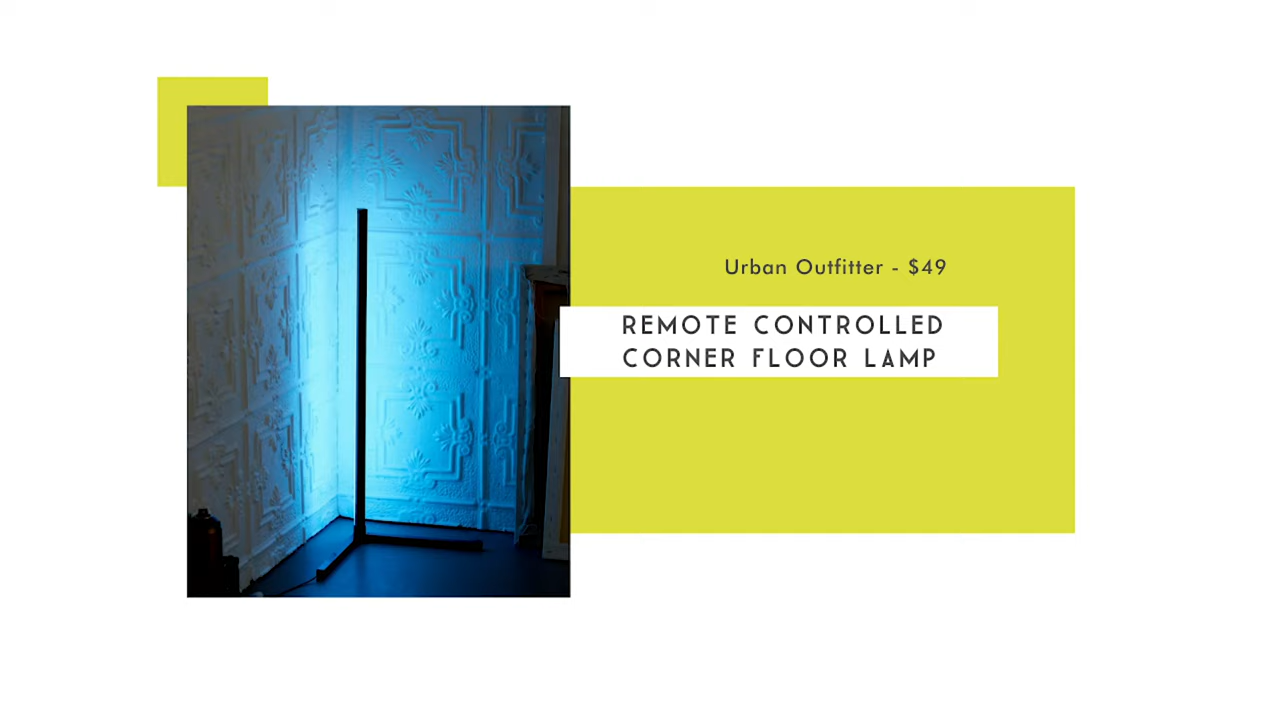 Urban Outfitter - $49
REMOTE CONTROLLED
CORNER FLOOR LAMP